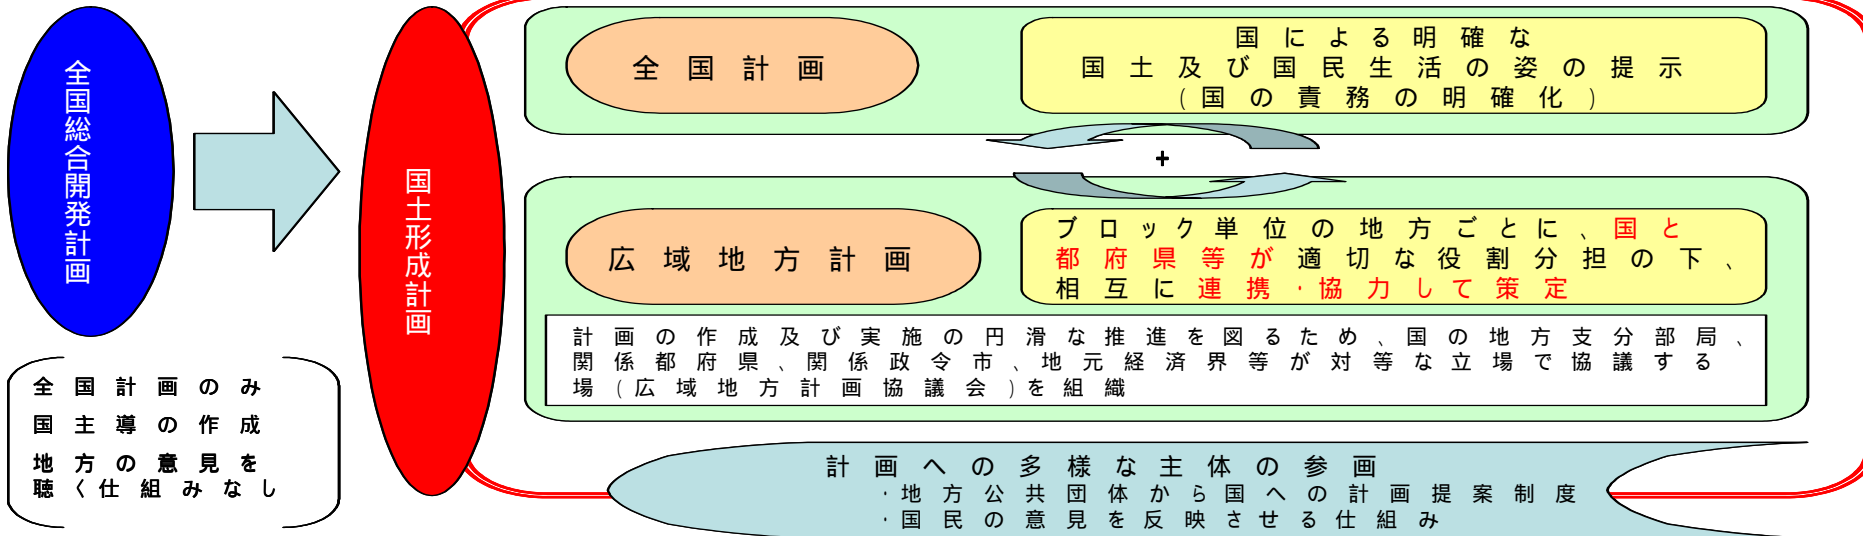 全国総合開発計画
全国計画のみ
国主導の作成
地方の意見を
聴く仕組みなし
国土形成計画
全国計画
国による明確な
国土及び国民生活の姿の提示
(国の責務の明確化)
+
広域地方計画
ブロック単位の地方ごとに、国と
都府県等が適切な役割分担の下、
相互に連携・協力して策定
計画の作成及び実施の円滑な推進を図るため、国の地方支分部局、
関係都府県、関係政令市、地元経済界等が対等な立場で協議する
場(広域地方計画協議会)を組織
計画への多様な主体の参画
・地方公共団体から国への計画提案制度
・国民の意見を反映させる仕組み